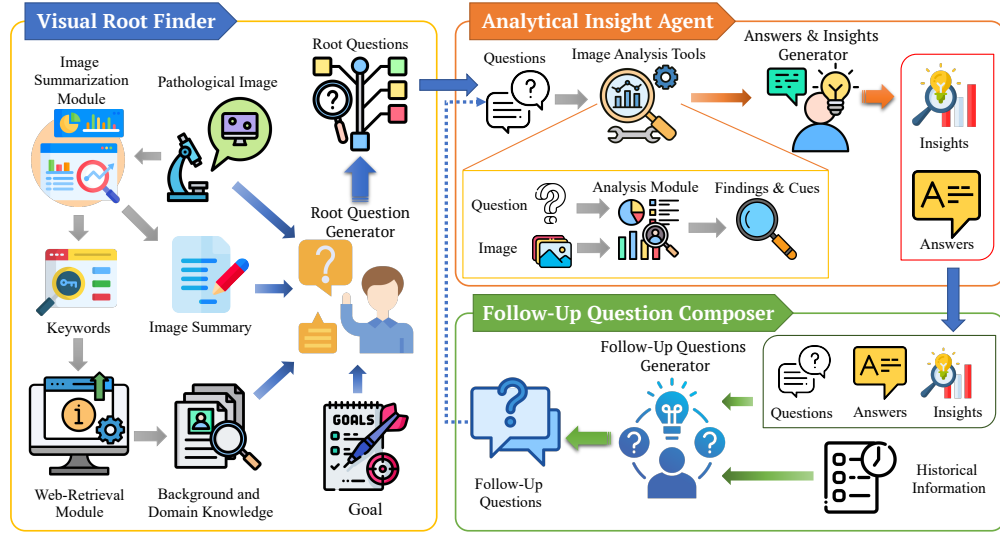 Visual Root Finder
Image
Summarization
Module
Pathological Image
Root Questions
Root Question
Generator
Keywords
Image Summary
Web-Retrieval
Module
Background and
Domain Knowledge
GOALS
Goal
Analytical Insight Agent
Questions
Image Analysis Tools
Answers & Insights
Generator
Insights
Answers
Question
Image
Analysis Module
Findings & Cues
Follow-Up Question Composer
Follow-Up Questions
Generator
Questions
Answers
Insights
Historical
Information
Follow-Up
Questions